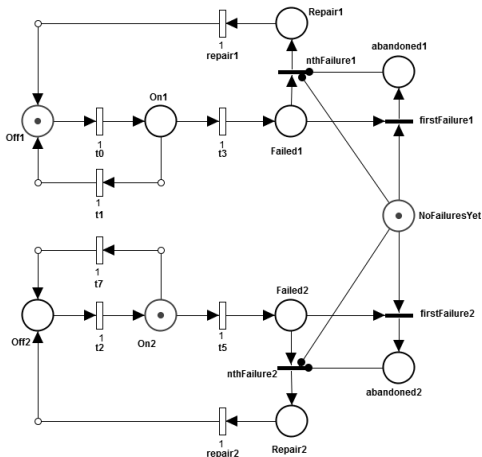 Repair1
1
repair1
nthFailure1
abandoned1
On1
Off1
1
t0
1
t3
Failed1
firstFailure1
1
t1
NoFailuresYet
1
t7
Failed2
Off2
1
t2
On2
1
t5
firstFailure2
nthFailure2
abandoned2
1
repair2
Repair2